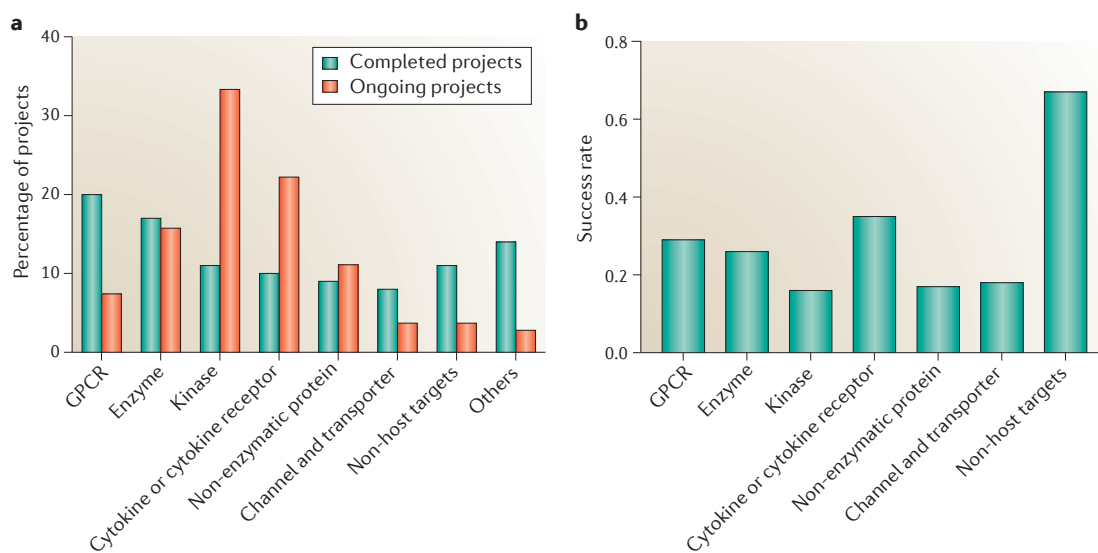 a
40
30
20
10
0
Percentage of projects
Completed projects
Ongoing projects
GPCR
Enzyme
Kinase
Cytokine or cytokine receptor
Non-enzymatic protein
Channel and transporter
Non-host targets
Others
b
0.8
0.6
0.4
0.2
0.0
Success rate
GPCR
Enzyme
Kinase
Cytokine or cytokine receptor
Non-enzymatic protein
Channel and transporter
Non-host targets